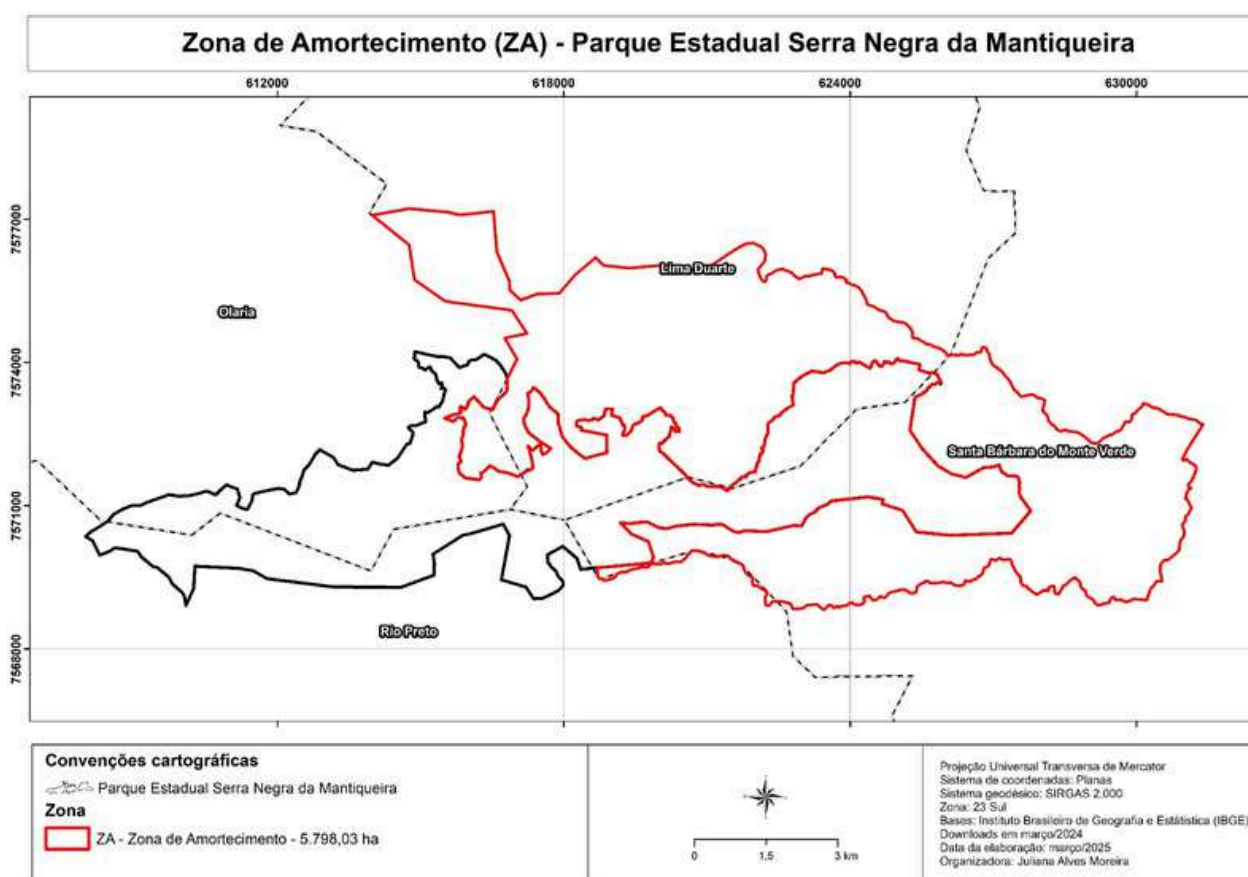 Zona de Amortecimento (ZA) - Parque Estadual Serra Negra da Mantiqueira
612000
618000
624000
630000
7577000
7574000
7571000
7568000
Lima Duarte
Olaria
Santa Bárbara do Monte Verde
Rio Preto
Convenções cartográficas
Parque Estadual Serra Negra da Mantiqueira
Zona
ZA - Zona de Amortecimento - 5.798,03 ha
0 1,5 3 km
Projeção Universal Transversa de Mercator
Sistema de coordenadas: Planas
Sistema geodésico: SIRGAS 2.000
Zona: 23 Sul
Bases: Instituto Brasileiro de Geografia e Estátistica (IBGE)
Downloads em março/2024
Data da elaboração: março/2025
Organizadora: Juliana Alves Moreira